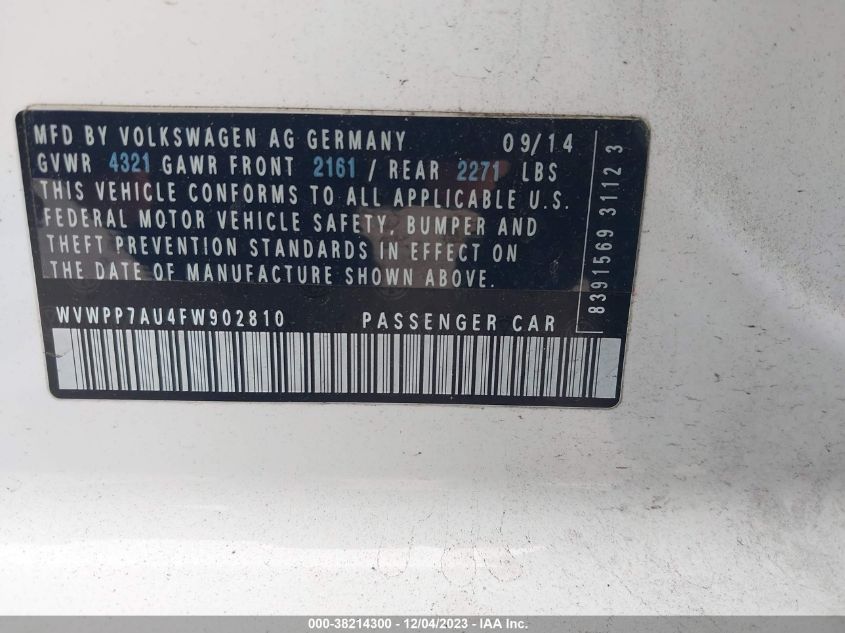 MFD BY VOLKSWAGEN AG GERMANY 09/14
GVWR 4321 GAWR FRONT 2161 / REAR 2271 LBS
THIS VEHICLE CONFORMS TO ALL APPLICABLE U.S.
FEDERAL MOTOR VEHICLE SAFETY, BUMPER AND
THEFT PREVENTION STANDARDS IN EFFECT ON
THE DATE OF MANUFACTURE SHOWN ABOVE.
WVWPP7AU4FW902810 PASSENGER CAR
8391569 31123
000-38214300 - 12/04/2023 - IAA Inc.